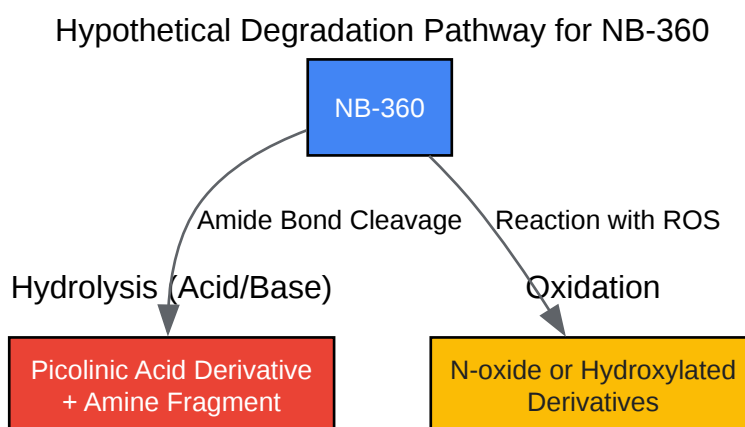 Hypothetical Degradation Pathway for NB-360
NB-360
Amide Bond Cleavage
Reaction with ROS
Hydrolysis (Acid/Base)
Oxidation
Picolinic Acid Derivative
+ Amine Fragment
N-oxide or Hydroxylated
Derivatives